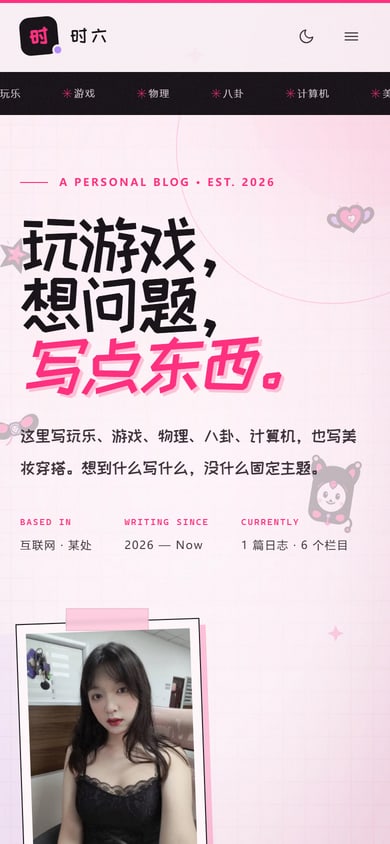 时 时六
玩乐 ✳游戏 ✳物理 ✳八卦 ✳计算机 ✳美
A PERSONAL BLOG • EST. 2026
玩游戏，
想问题，
写点东西。
这里写玩乐、游戏、物理、八卦、计算机，也写美
妆穿搭。想到什么写什么，没什么固定主题。
BASED IN WRITING SINCE CURRENTLY
互联网 · 某处 2026 — Now 1 篇日志 · 6 个栏目